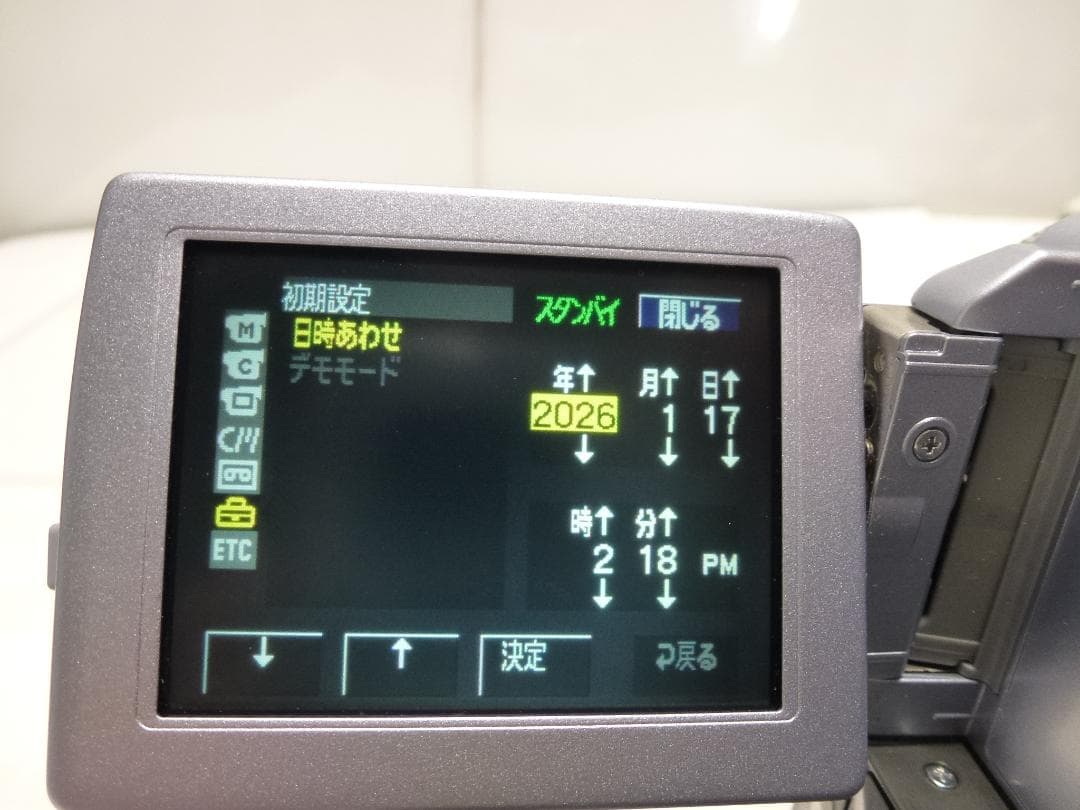 初期設定
スタンバイ
閉じる
日時あわせ
デモモード
M
C
ETC
年↑ 月↑ 日↑
2026 1 17
↓ ↓ ↓
時↑ 分↑
2 18 PM
↓ ↓
↓ ↑ 決定 戻る